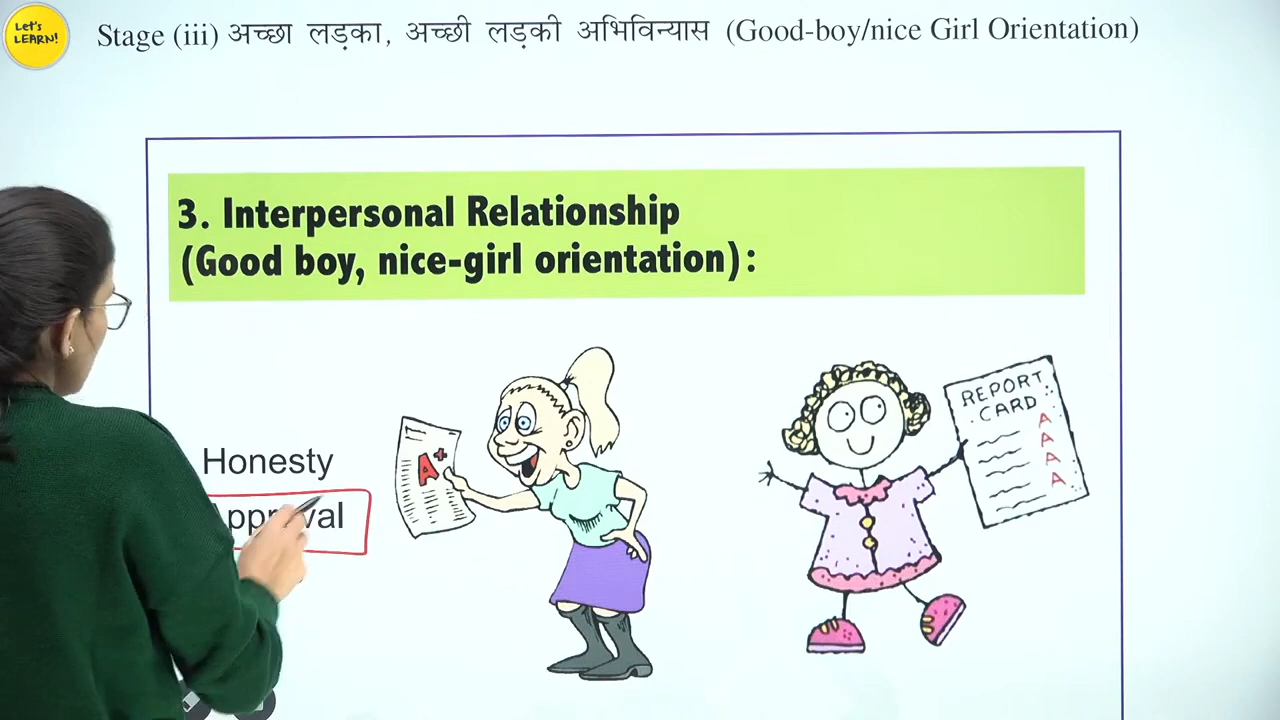 Let's
LEARN!
Stage (iii) अच्छा लड़का, अच्छी लड़की अभिविन्यास (Good-boy/nice Girl Orientation)
3. Interpersonal Relationship
(Good boy, nice-girl orientation):
Honesty
Approval
A+
REPORT
CARD
A
A
A
A